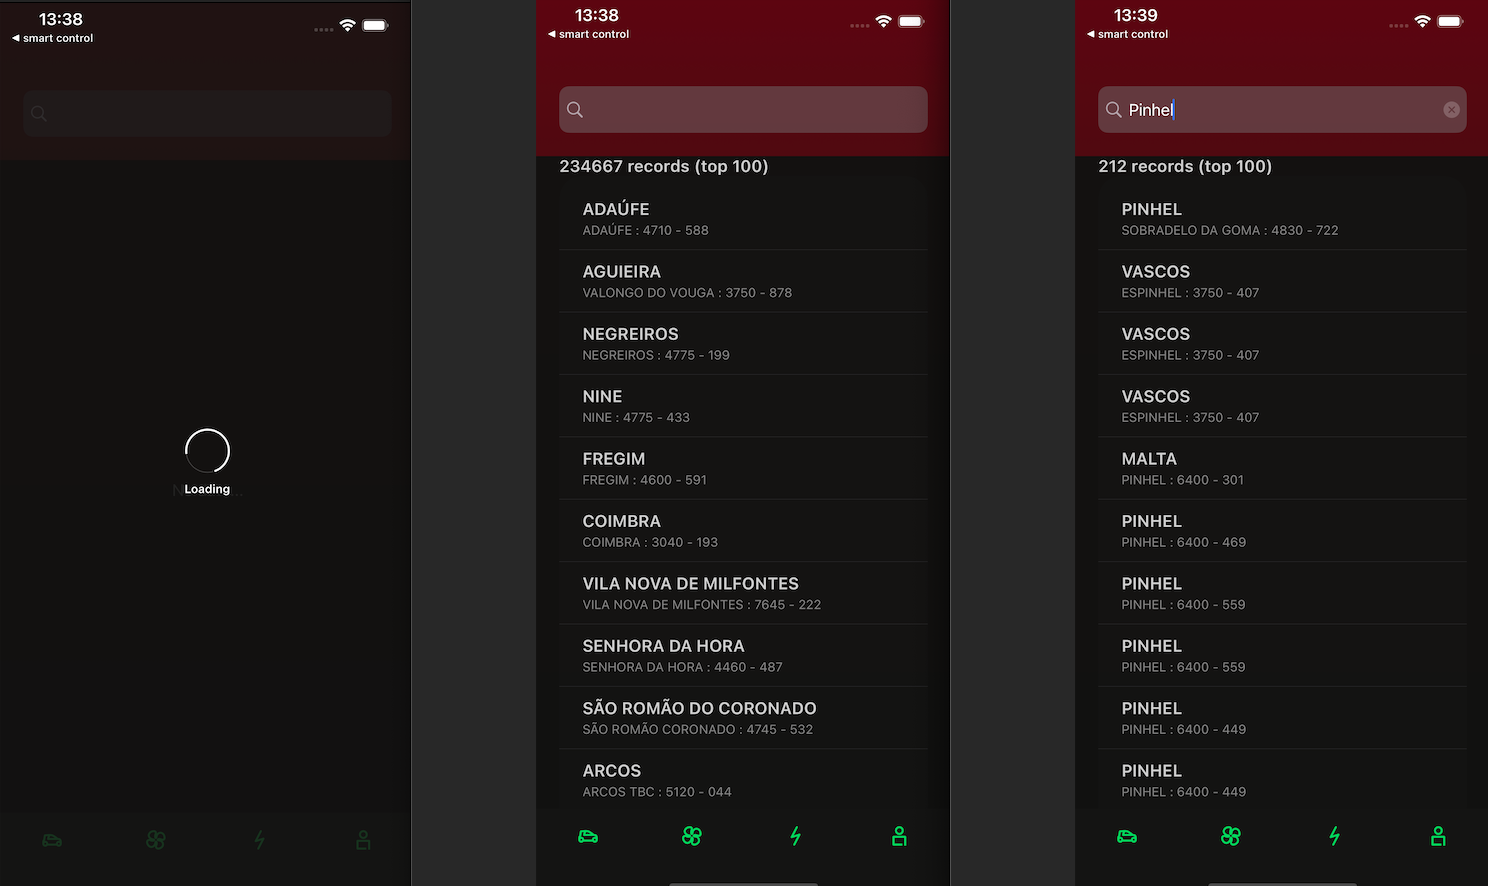 13:38
◀ smart control
Loading
13:38
◀ smart control
234667 records (top 100)
ADAÚFE
ADAÚFE : 4710 - 588
AGUIEIRA
VALONGO DO VOUGA : 3750 - 878
NEGREIROS
NEGREIROS : 4775 - 199
NINE
NINE : 4775 - 433
FREGIM
FREGIM : 4600 - 591
COIMBRA
COIMBRA : 3040 - 193
VILA NOVA DE MILFONTES
VILA NOVA DE MILFONTES : 7645 - 222
SENHORA DA HORA
SENHORA DA HORA : 4460 - 487
SÃO ROMÃO DO CORONADO
SÃO ROMÃO CORONADO : 4745 - 532
ARCOS
ARCOS TBC : 5120 - 044
13:39
◀ smart control
Pinhel
212 records (top 100)
PINHEL
SOBRADELO DA GOMA : 4830 - 722
VASCOS
ESPINHEL : 3750 - 407
VASCOS
ESPINHEL : 3750 - 407
VASCOS
ESPINHEL : 3750 - 407
MALTA
PINHEL : 6400 - 301
PINHEL
PINHEL : 6400 - 469
PINHEL
PINHEL : 6400 - 559
PINHEL
PINHEL : 6400 - 559
PINHEL
PINHEL : 6400 - 449
PINHEL
PINHEL : 6400 - 449